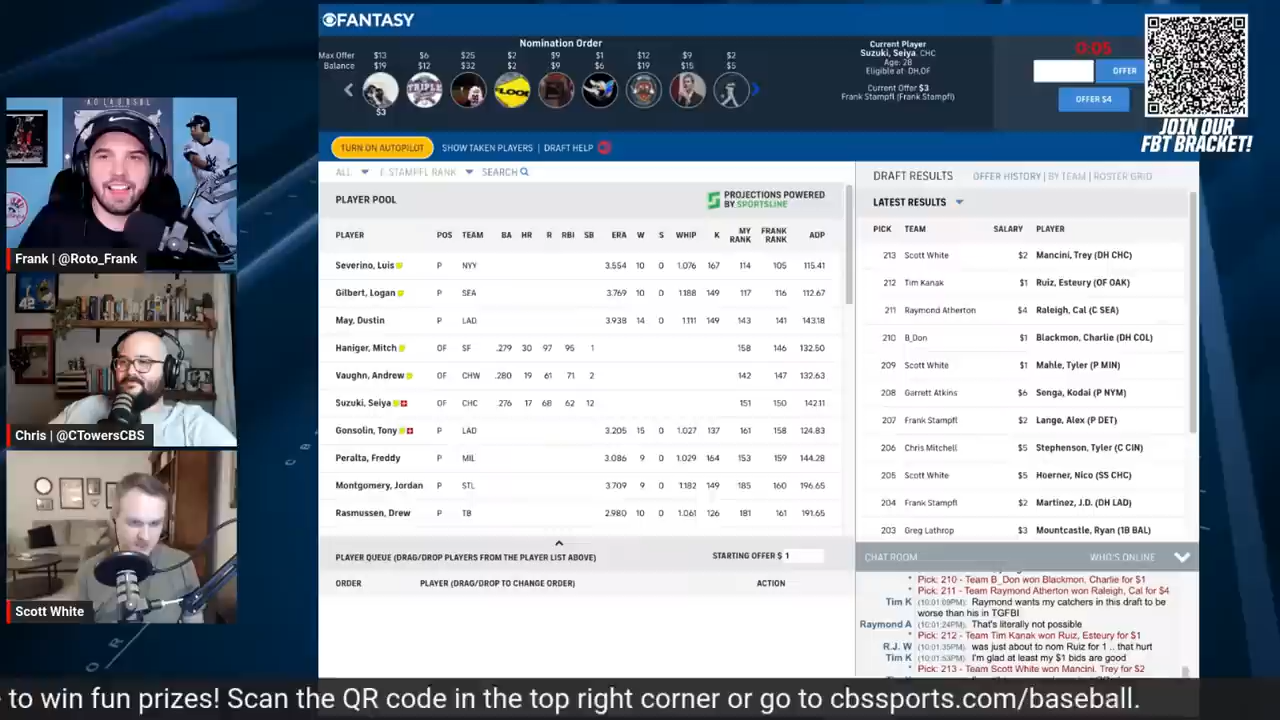 FANTASY
Nomination Order
Max Offer $13 $6 $25 $2 $9 $1 $12 $9 $2
Balance $19 $12 $32 $2 $9 $6 $19 $15 $5
$3
Current Player
Suzuki, Seiya, CHC
Age: 28
Eligible at: DH,OF
Current Offer $3
Frank Stampfl (Frank Stampfl)
0:05
OFFER
OFFER $4
JOIN OUR
FBT BRACKET!
TURN ON AUTOPILOT SHOW TAKEN PLAYERS | DRAFT HELP
ALL F. STAMPFL RANK SEARCH
PLAYER POOL
PROJECTIONS POWERED
BY SPORTSLINE
PLAYER POS TEAM BA HR R RBI SB ERA W S WHIP K MY RANK FRANK RANK ADP
Severino, Luis P NYY 3.554 10 0 1.076 167 114 105 115.41
Gilbert, Logan P SEA 3.769 10 0 1.188 149 117 116 112.67
May, Dustin P LAD 3.938 14 0 1.111 149 143 141 143.18
Haniger, Mitch OF SF .279 30 97 95 1 158 146 132.50
Vaughn, Andrew OF CHW .280 19 61 71 2 142 147 132.63
Suzuki, Seiya OF CHC .276 17 68 62 12 151 150 142.11
Gonsolin, Tony P LAD 3.205 15 0 1.027 137 161 158 124.83
Peralta, Freddy P MIL 3.086 9 0 1.029 164 153 159 144.28
Montgomery, Jordan P STL 3.709 9 0 1.182 149 185 160 196.65
Rasmussen, Drew P TB 2.980 10 0 1.061 126 181 161 191.65
PLAYER QUEUE (DRAG/DROP PLAYERS FROM THE PLAYER LIST ABOVE) STARTING OFFER $ 1
ORDER PLAYER (DRAG/DROP TO CHANGE ORDER) ACTION
DRAFT RESULTS OFFER HISTORY | BY TEAM | ROSTER GRID
LATEST RESULTS
PICK TEAM SALARY PLAYER
213 Scott White $2 Mancini, Trey (DH CHC)
212 Tim Kanak $1 Ruiz, Esteury (OF OAK)
211 Raymond Atherton $4 Raleigh, Cal (C SEA)
210 B_Don $1 Blackmon, Charlie (DH COL)
209 Scott White $1 Mahle, Tyler (P MIN)
208 Garrett Atkins $6 Senga, Kodai (P NYM)
207 Frank Stampfl $2 Lange, Alex (P DET)
206 Chris Mitchell $5 Stephenson, Tyler (C CIN)
205 Scott White $5 Hoerner, Nico (SS CHC)
204 Frank Stampfl $2 Martinez, J.D. (DH LAD)
203 Greg Lathrop $3 Mountcastle, Ryan (1B BAL)
CHAT ROOM WHO'S ONLINE
* Pick: 210 - Team B_Don won Blackmon, Charlie for $1
* Pick: 211 - Team Raymond Atherton won Raleigh, Cal for $4
Tim K (10:01:09PM): Raymond wants my catchers in this draft to be
worse than his in TGFBI
Raymond A (10:01:24PM): That's literally not possible
* Pick: 212 - Team Tim Kanak won Ruiz, Esteury for $1
R.J. W (10:01:35PM): was just about to nom Ruiz for 1 .. that hurt
Tim K (10:01:53PM): I'm glad at least my $1 bids are good
* Pick: 213 - Team Scott White won Mancini, Trey for $2
Frank | @Roto_Frank
Chris | @CTowersCBS
Scott White
to win fun prizes! Scan the QR code in the top right corner or go to cbssports.com/baseball.